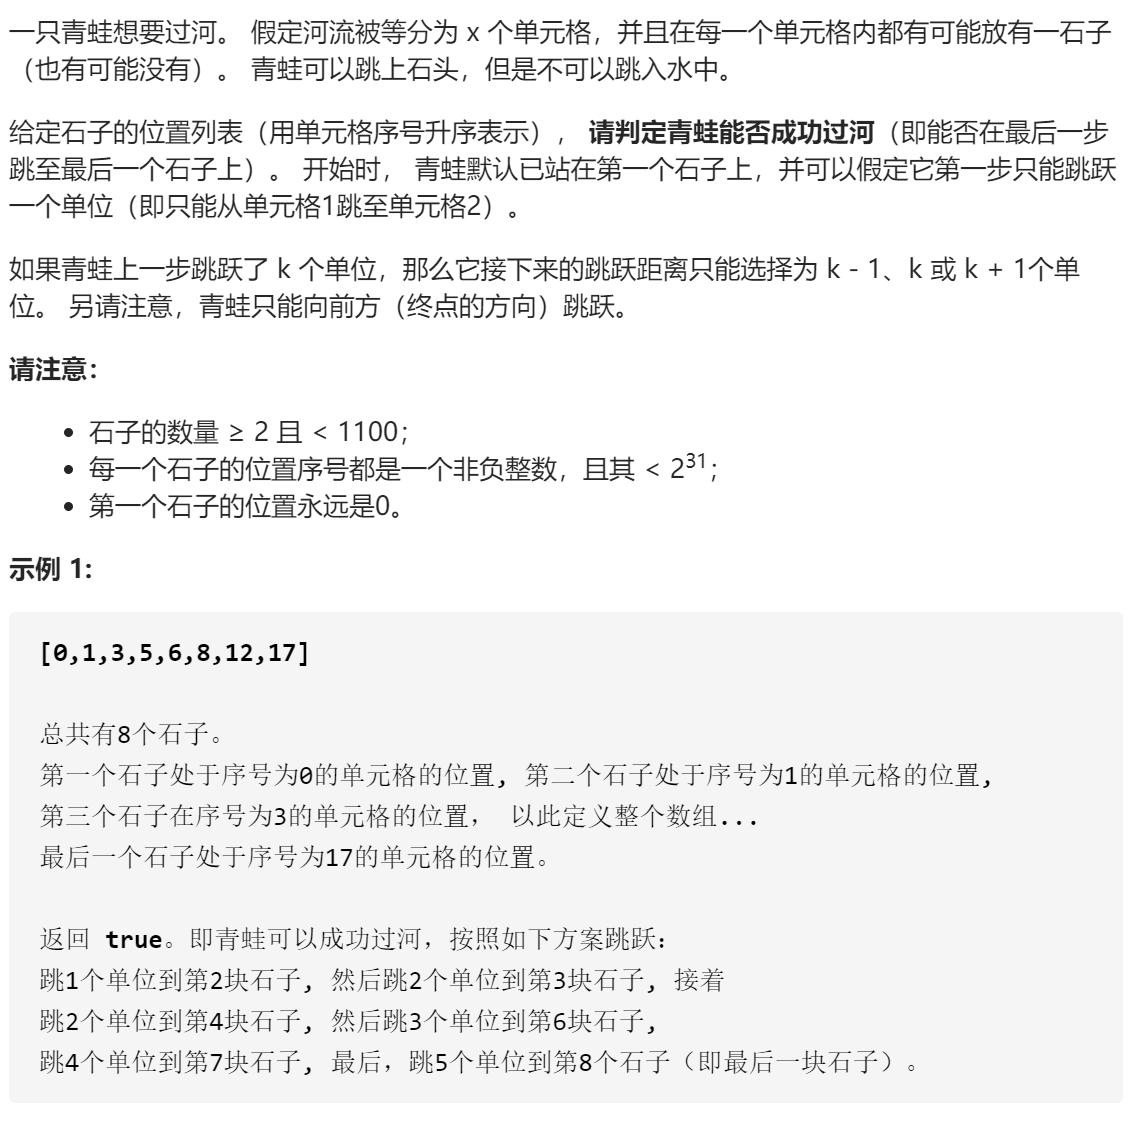 一只青蛙想要过河。 假定河流被等分为 x 个单元格，并且在每一个单元格内都有可能放有一石子
（也有可能没有）。 青蛙可以跳上石头，但是不可以跳入水中。
给定石子的位置列表（用单元格序号升序表示）， 请判定青蛙能否成功过河（即能否在最后一步
跳至最后一个石子上）。 开始时， 青蛙默认已站在第一个石子上，并可以假定它第一步只能跳跃
一个单位（即只能从单元格1跳至单元格2）。
如果青蛙上一步跳跃了 k 个单位，那么它接下来的跳跃距离只能选择为 k - 1、k 或 k + 1个单
位。 另请注意，青蛙只能向前方（终点的方向）跳跃。
请注意：
• 石子的数量 ≥ 2 且 < 1100；
• 每一个石子的位置序号都是一个非负整数，且其 < 2³¹；
• 第一个石子的位置永远是0。
示例 1:
[0,1,3,5,6,8,12,17]
总共有8个石子。
第一个石子处于序号为0的单元格的位置, 第二个石子处于序号为1的单元格的位置,
第三个石子在序号为3的单元格的位置， 以此定义整个数组...
最后一个石子处于序号为17的单元格的位置。
返回 true。即青蛙可以成功过河，按照如下方案跳跃：
跳1个单位到第2块石子, 然后跳2个单位到第3块石子, 接着
跳2个单位到第4块石子, 然后跳3个单位到第6块石子,
跳4个单位到第7块石子, 最后，跳5个单位到第8个石子（即最后一块石子）。